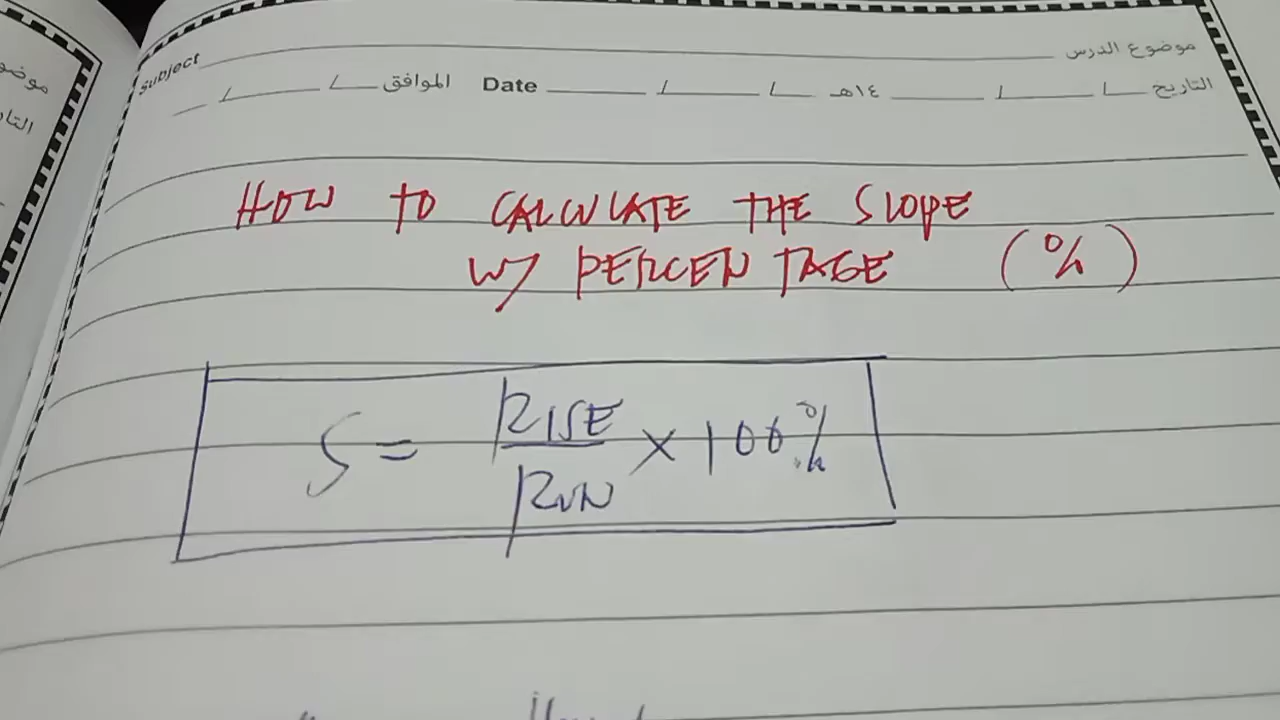 موضوع الدرس
Subject
التاريخ / / ١٤هـ Date / / الموافق / /
HOW TO CALCULATE THE SLOPE
W/ PERCENTAGE (%)
S = RISE / RUN × 100%